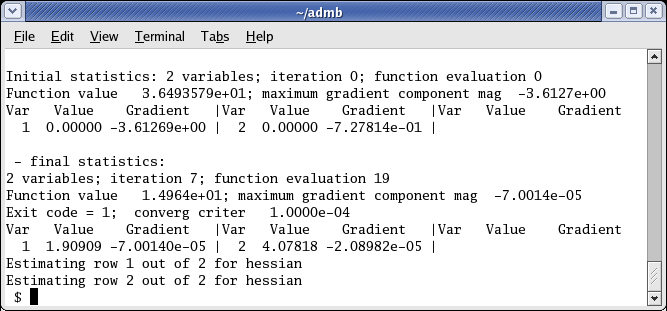 ~/admb
File Edit View Terminal Tabs Help
Initial statistics: 2 variables; iteration 0; function evaluation 0
Function value   3.6493579e+01; maximum gradient component mag  -3.6127e+00
Var   Value    Gradient   |Var   Value    Gradient   |Var   Value    Gradient
  1  0.00000 -3.61269e+00 |  2  0.00000 -7.27814e-01 |
 - final statistics:
2 variables; iteration 7; function evaluation 19
Function value   1.4964e+01; maximum gradient component mag  -7.0014e-05
Exit code = 1;  converg criter   1.0000e-04
Var   Value    Gradient   |Var   Value    Gradient   |Var   Value    Gradient
  1  1.90909 -7.00140e-05 |  2  4.07818 -2.08982e-05 |
Estimating row 1 out of 2 for hessian
Estimating row 2 out of 2 for hessian
 $